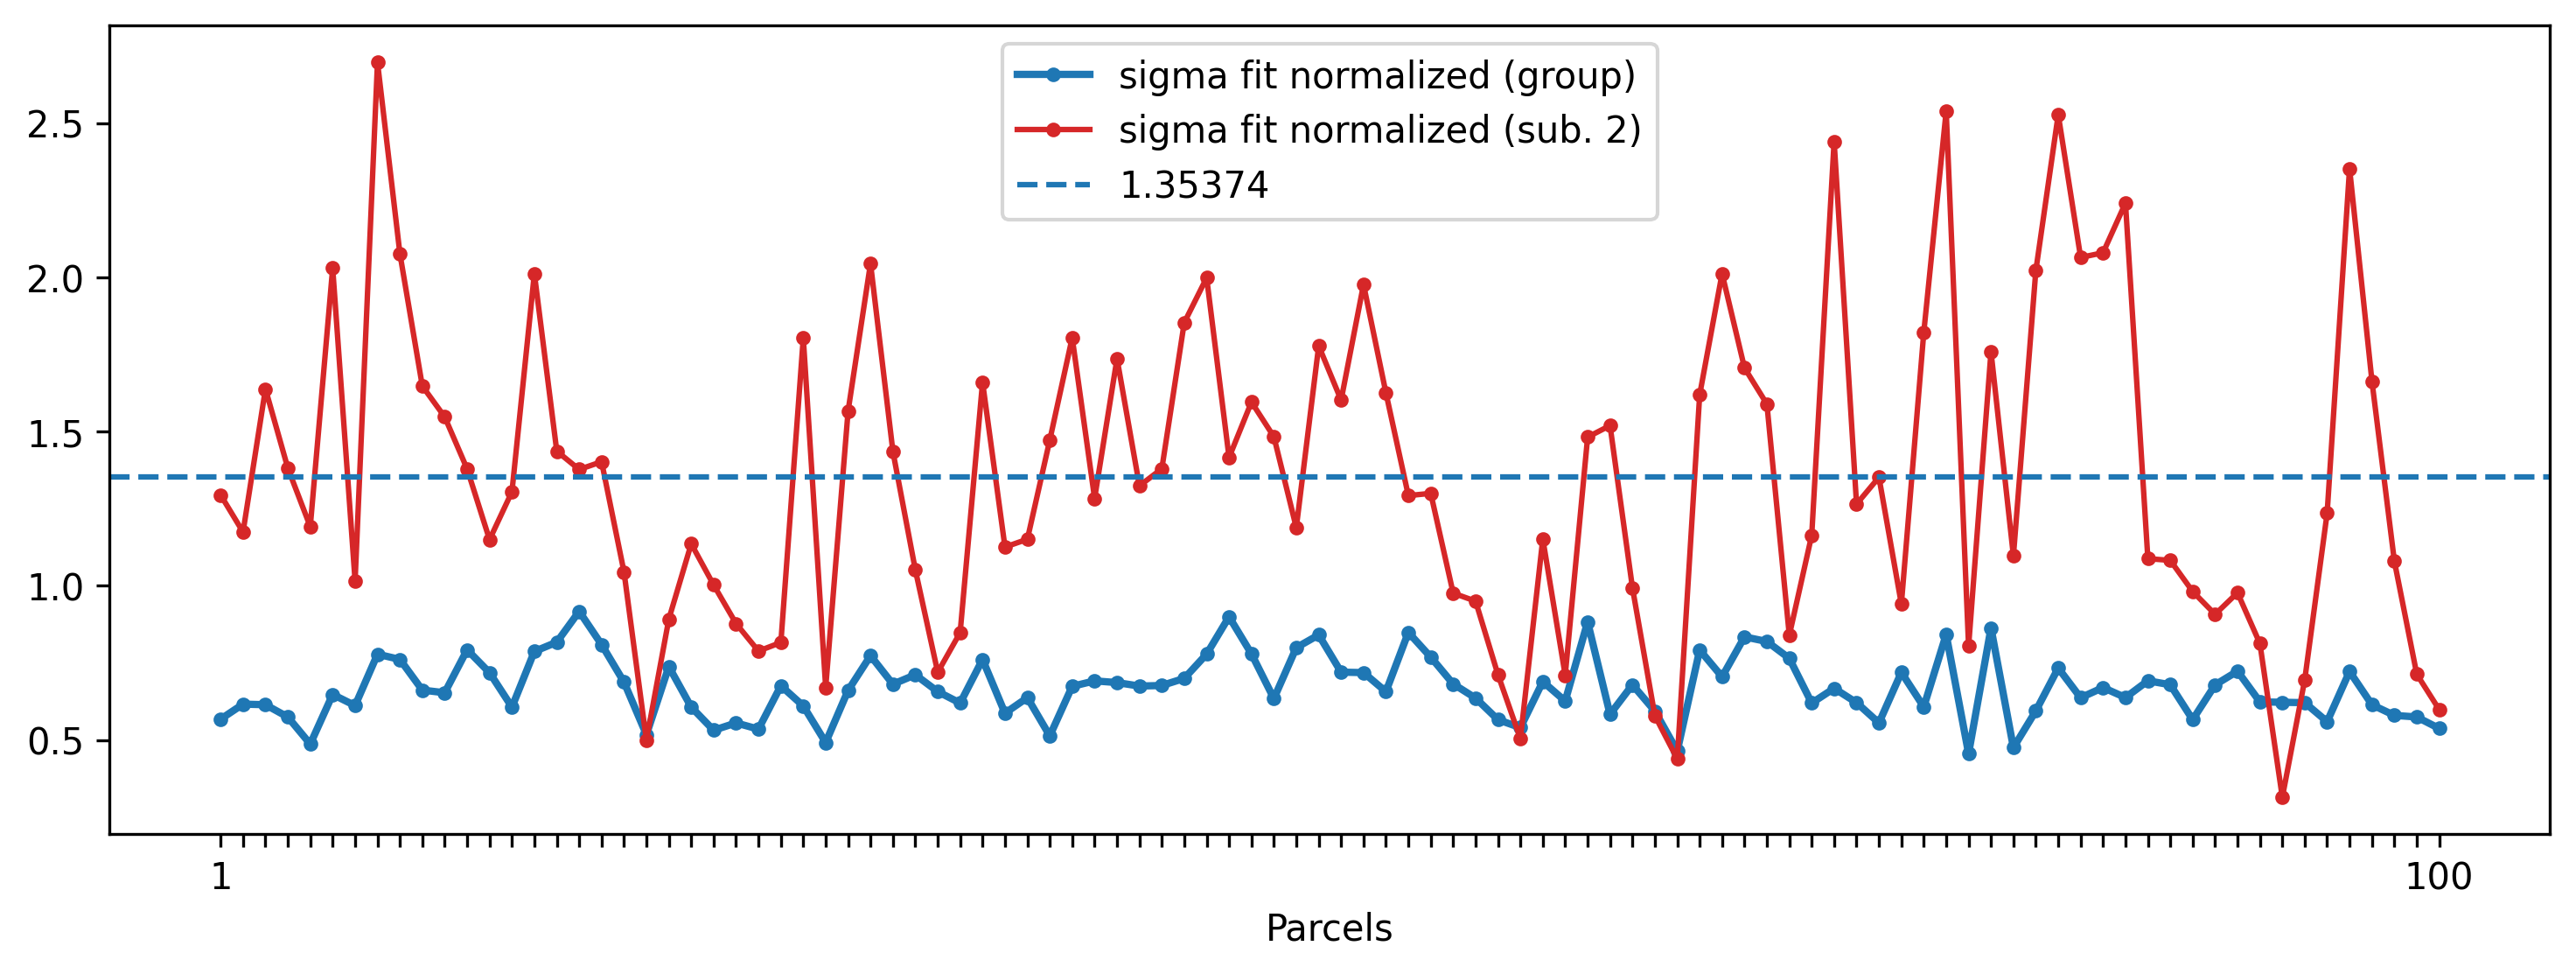 sigma fit normalized (group)
sigma fit normalized (sub. 2)
1.35374
2.5
2.0
1.5
1.0
0.5
1
100
Parcels